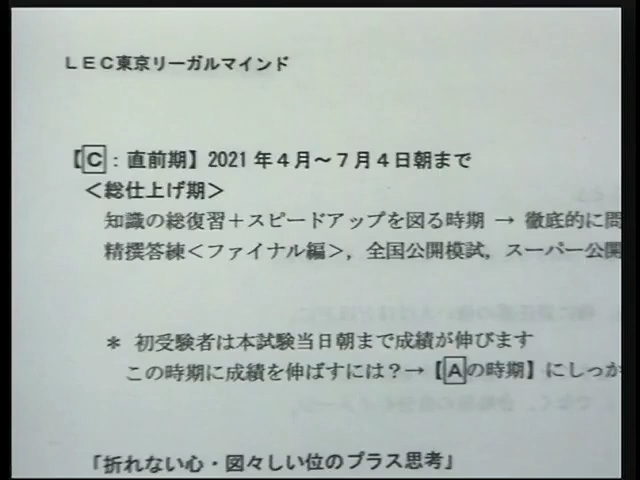 LEC東京リーガルマインド
【C：直前期】2021年4月～7月4日朝まで
＜総仕上げ期＞
知識の総復習＋スピードアップを図る時期 → 徹底的に問
精撰答練＜ファイナル編＞，全国公開模試，スーパー公開
＊ 初受験者は本試験当日朝まで成績が伸びます
この時期に成績を伸ばすには？→【Aの時期】にしっか
「折れない心・図々しい位のプラス思考」